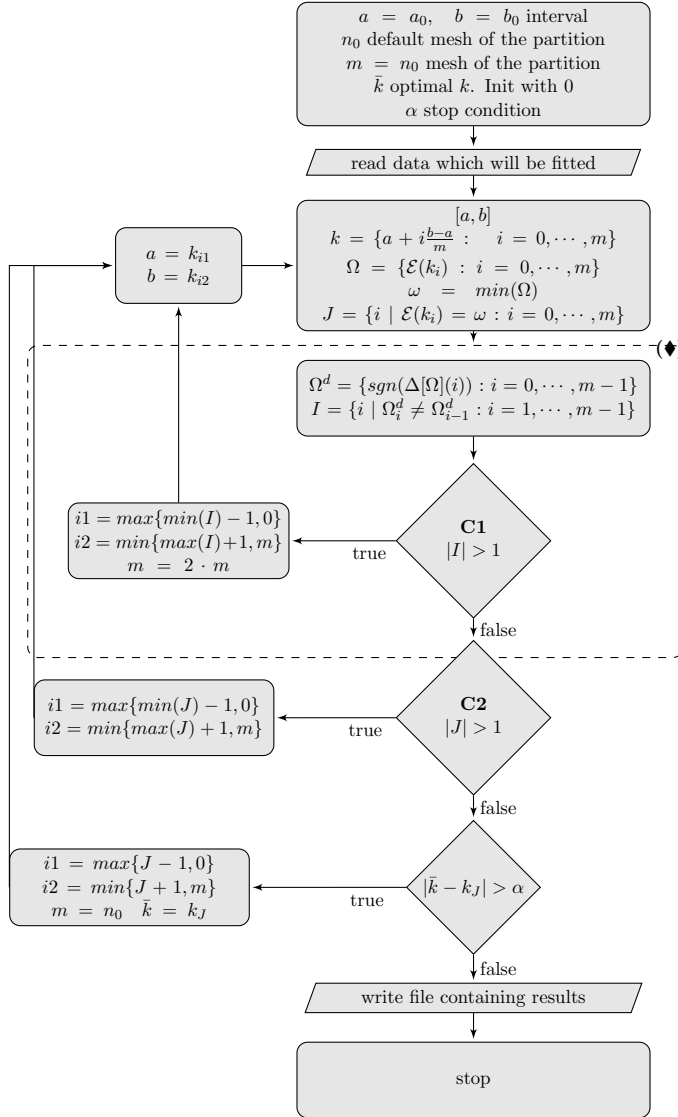 a = a₀, b = b₀ interval
n₀ default mesh of the partition
m = n₀ mesh of the partition
k̄ optimal k. Init with 0
α stop condition
read data which will be fitted
[a, b]
k = {a + i\frac{b−a}{m} : i = 0, ⋯ , m}
Ω = {ℰ(kᵢ) : i = 0, ⋯ , m}
ω = min(Ω)
J = {i | ℰ(kᵢ) = ω : i = 0, ⋯ , m}
a = k_{i1}
b = k_{i2}
(♦)
Ω^d = {sgn(Δ[Ω](i)) : i = 0, ⋯ , m − 1}
I = {i | Ω^d_i ≠ Ω^d_{i−1} : i = 1, ⋯ , m − 1}
C1
|I| > 1
true
i1 = max{min(I) − 1, 0}
i2 = min{max(I)+1, m}
m = 2 · m
false
C2
|J| > 1
true
i1 = max{min(J) − 1, 0}
i2 = min{max(J) + 1, m}
false
|k̄ − k_J| > α
true
i1 = max{J − 1, 0}
i2 = min{J + 1, m}
m = n₀ k̄ = k_J
false
write file containing results
stop